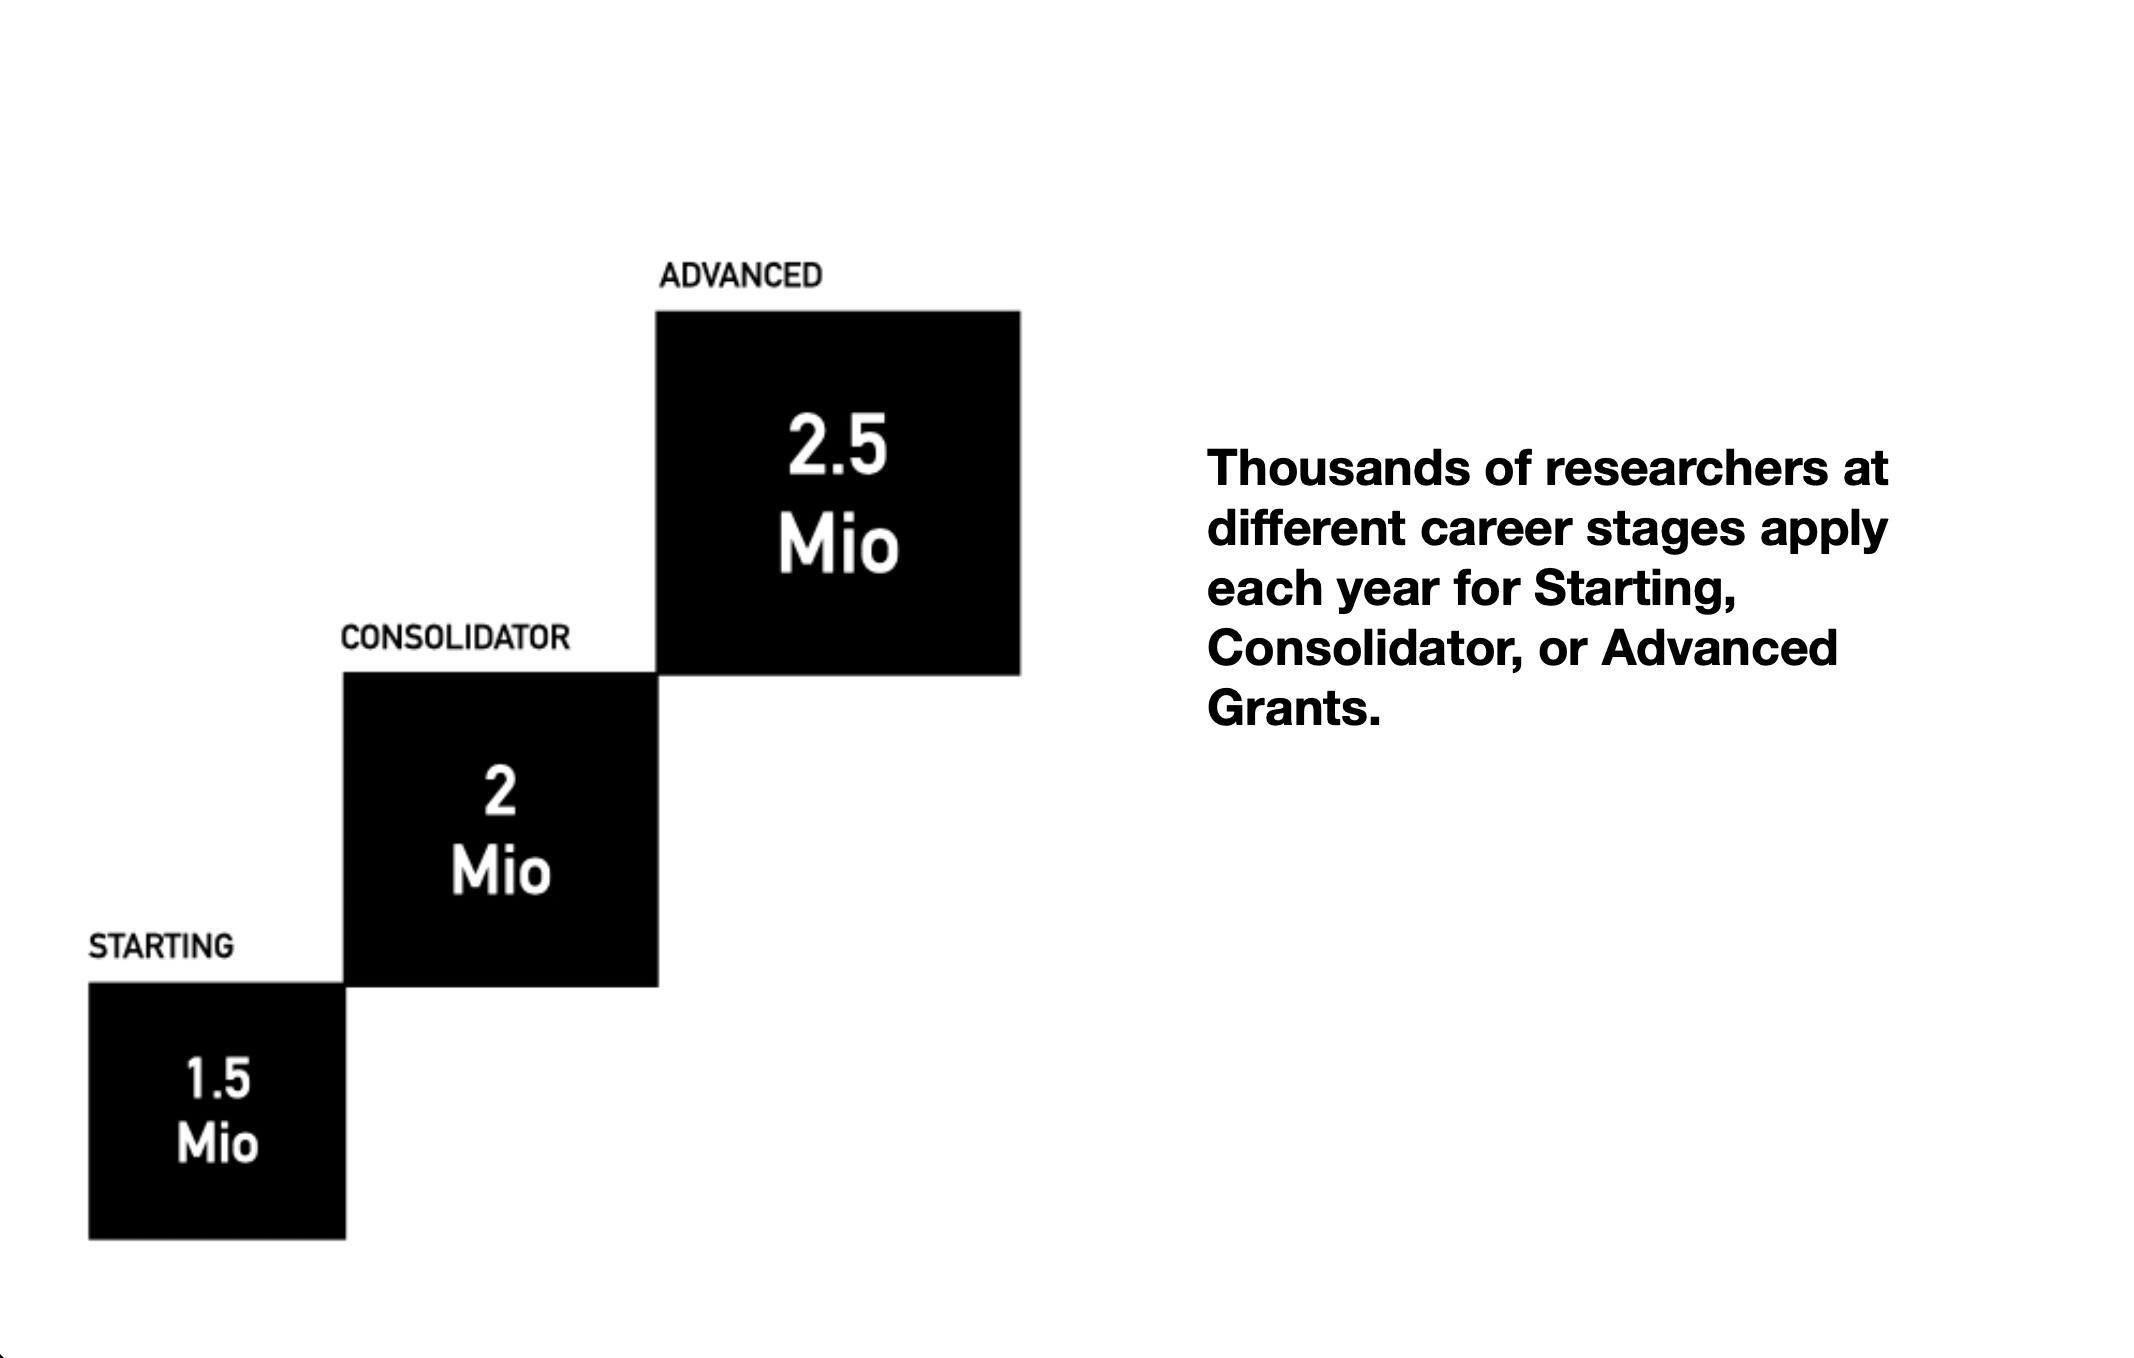 ADVANCED
2.5
Mio
CONSOLIDATOR
2
Mio
STARTING
1.5
Mio
Thousands of researchers at
different career stages apply
each year for Starting,
Consolidator, or Advanced
Grants.